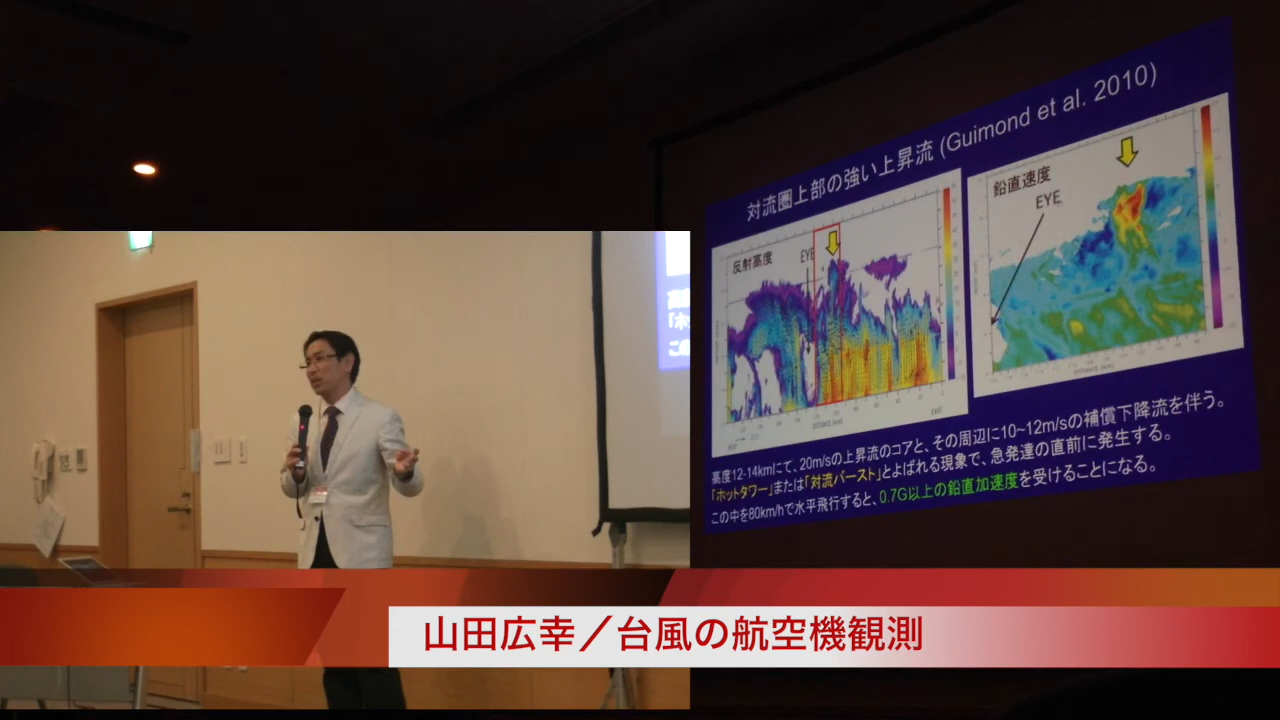 対流圏上部の強い上昇流 (Guimond et al. 2010)
反射高度
EYE
鉛直速度
EYE
高度12-14kmにて、20m/sの上昇流のコアと、その周辺に10~12m/sの補償下降流を伴う。
「ホットタワー」または「対流バースト」とよばれる現象で、急発達の直前に発生する。
この中を80km/hで水平飛行すると、0.7G以上の鉛直加速度を受けることになる。
山田広幸／台風の航空機観測